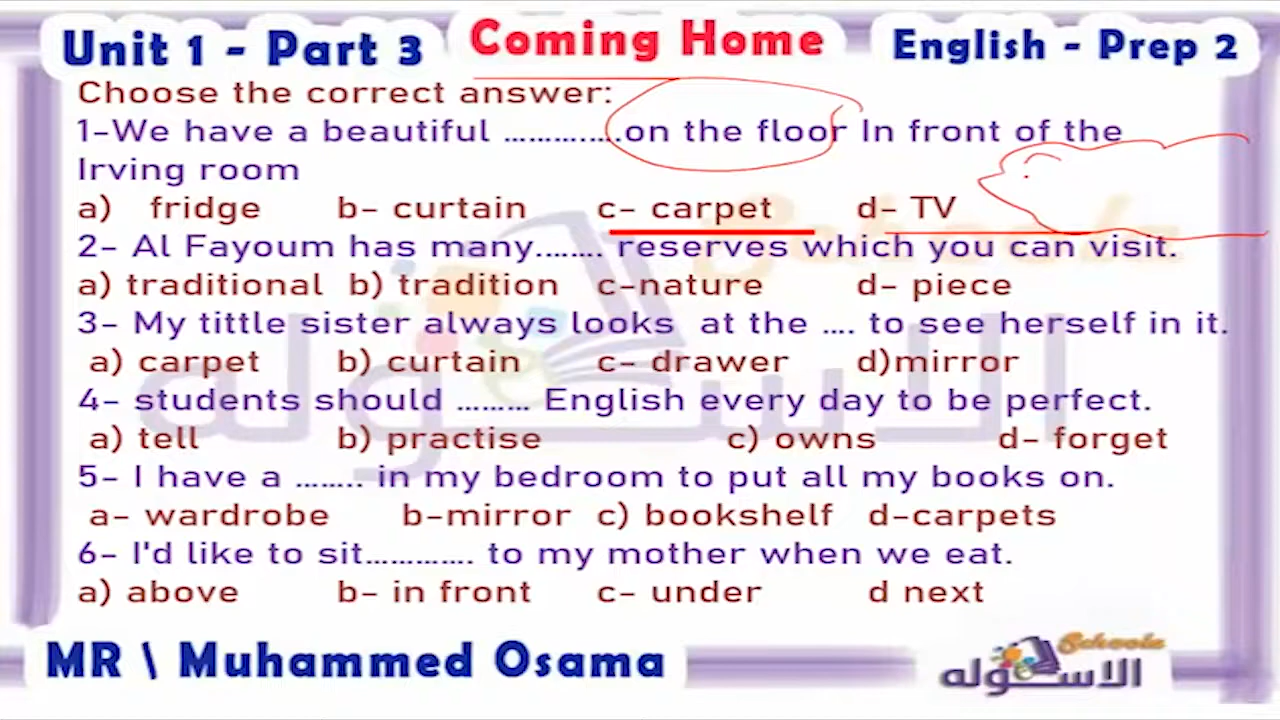 Unit 1 - Part 3
Coming Home
English - Prep 2
Choose the correct answer:
1-We have a beautiful ..............on the floor In front of the
Irving room
a) fridge b- curtain c- carpet d- TV
2- Al Fayoum has many........ reserves which you can visit.
a) traditional b) tradition c-nature d- piece
3- My tittle sister always looks at the .... to see herself in it.
a) carpet b) curtain c- drawer d)mirror
4- students should ......... English every day to be perfect.
a) tell b) practise c) owns d- forget
5- I have a ........ in my bedroom to put all my books on.
a- wardrobe b-mirror c) bookshelf d-carpets
6- I'd like to sit............. to my mother when we eat.
a) above b- in front c- under d next
MR \ Muhammed Osama
Schools
الاسكوله